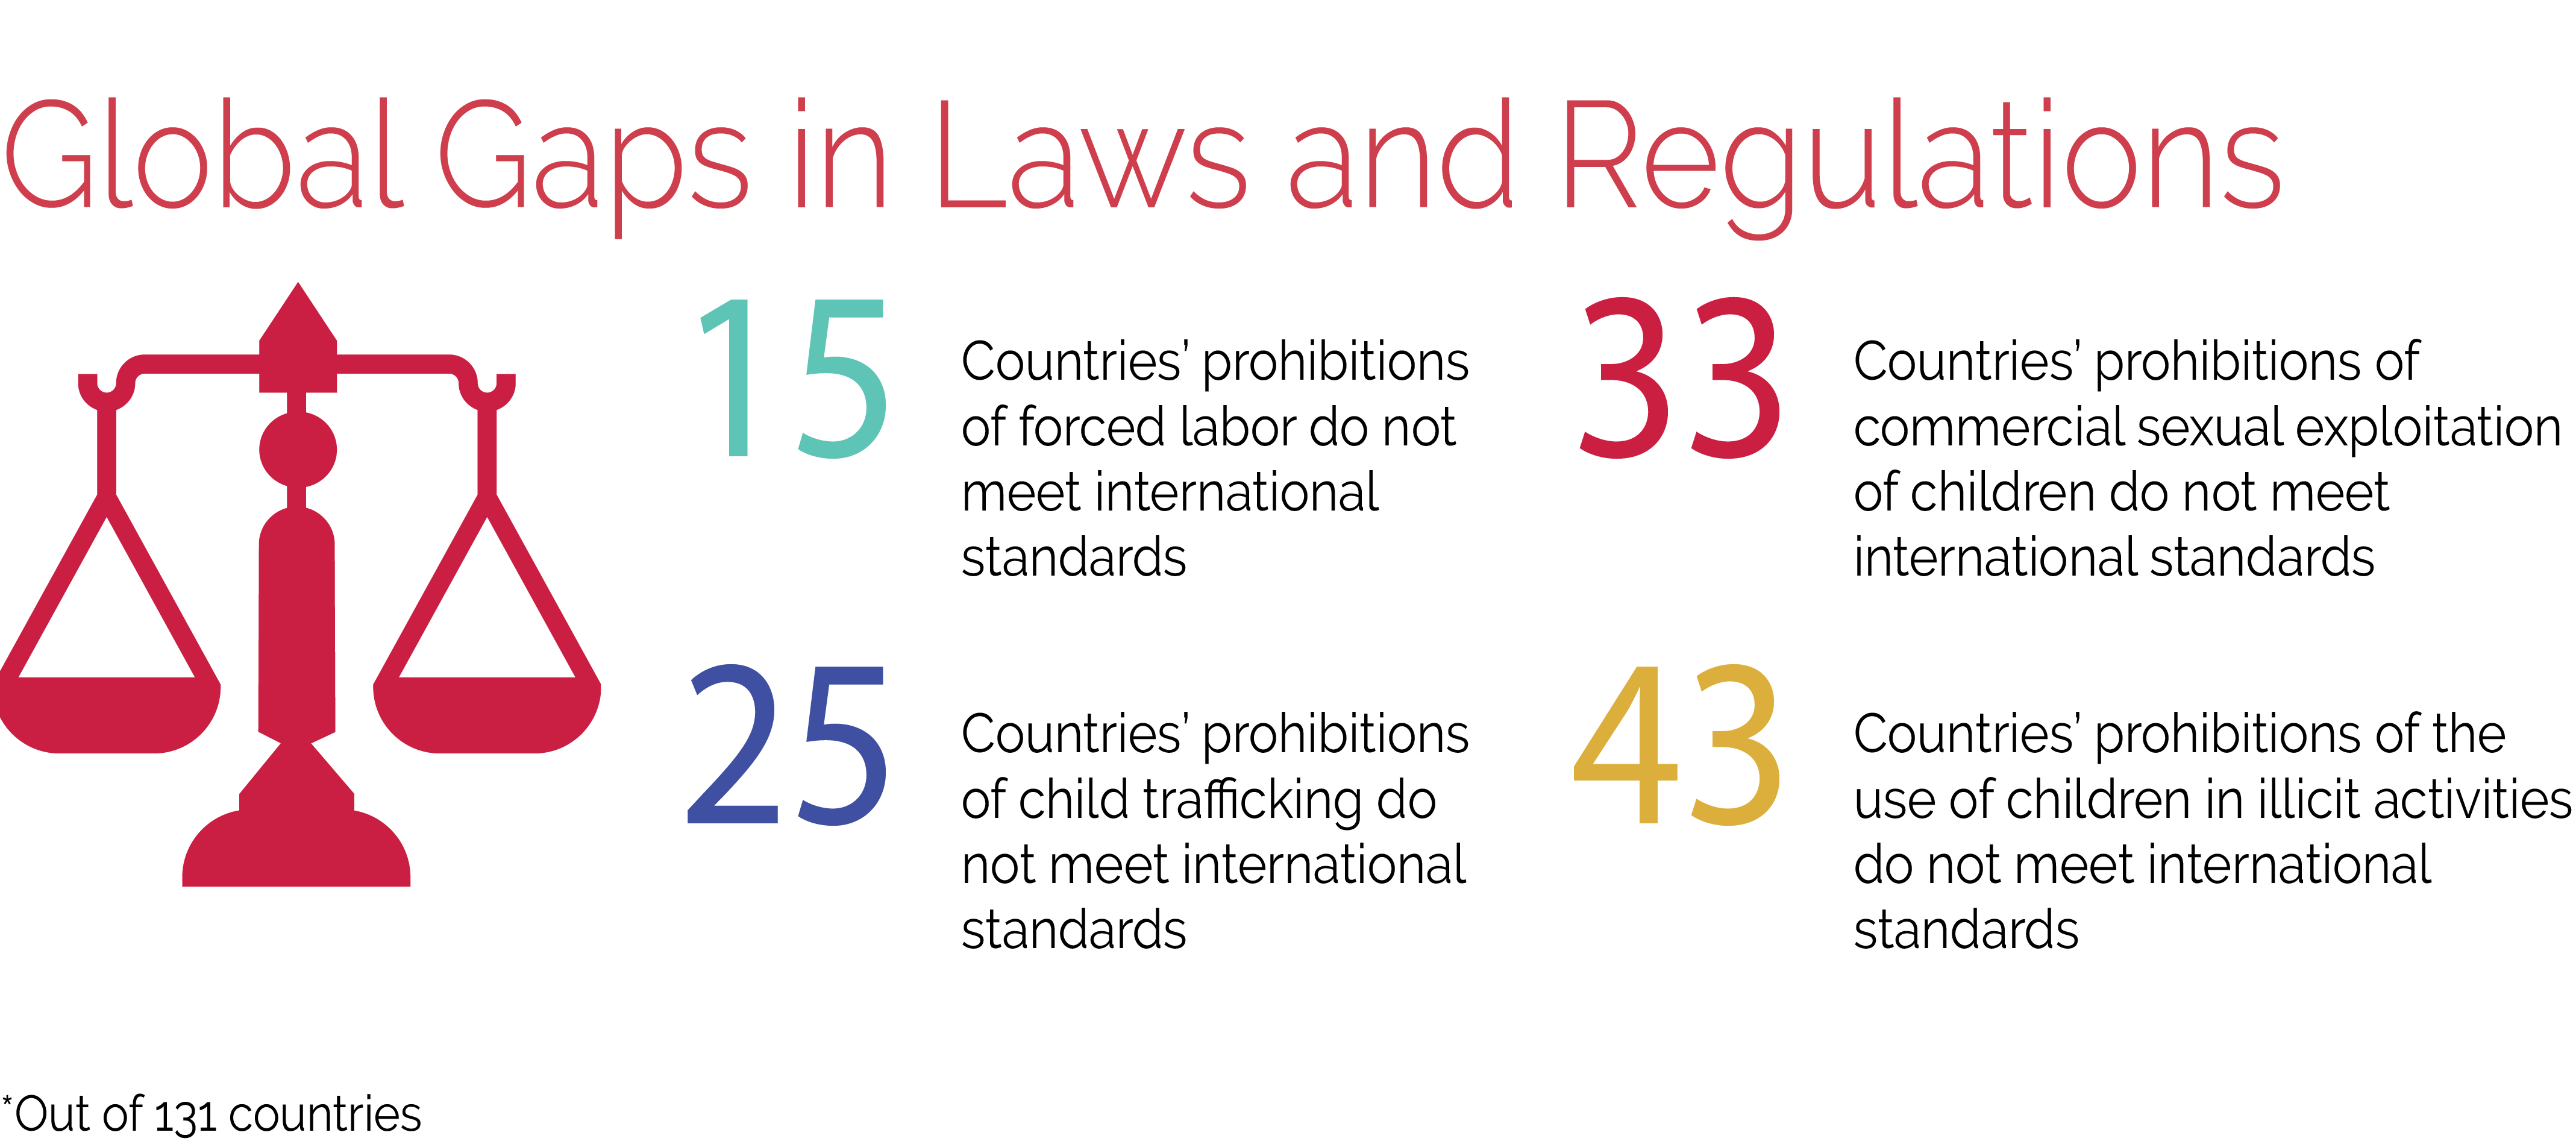 Global Gaps in Laws and Regulations
15
Countries’ prohibitions
of forced labor do not
meet international
standards
33
Countries’ prohibitions of
commercial sexual exploitation
of children do not meet
international standards
25
Countries’ prohibitions
of child trafficking do
not meet international
standards
43
Countries’ prohibitions of the
use of children in illicit activities
do not meet international
standards
*Out of 131 countries